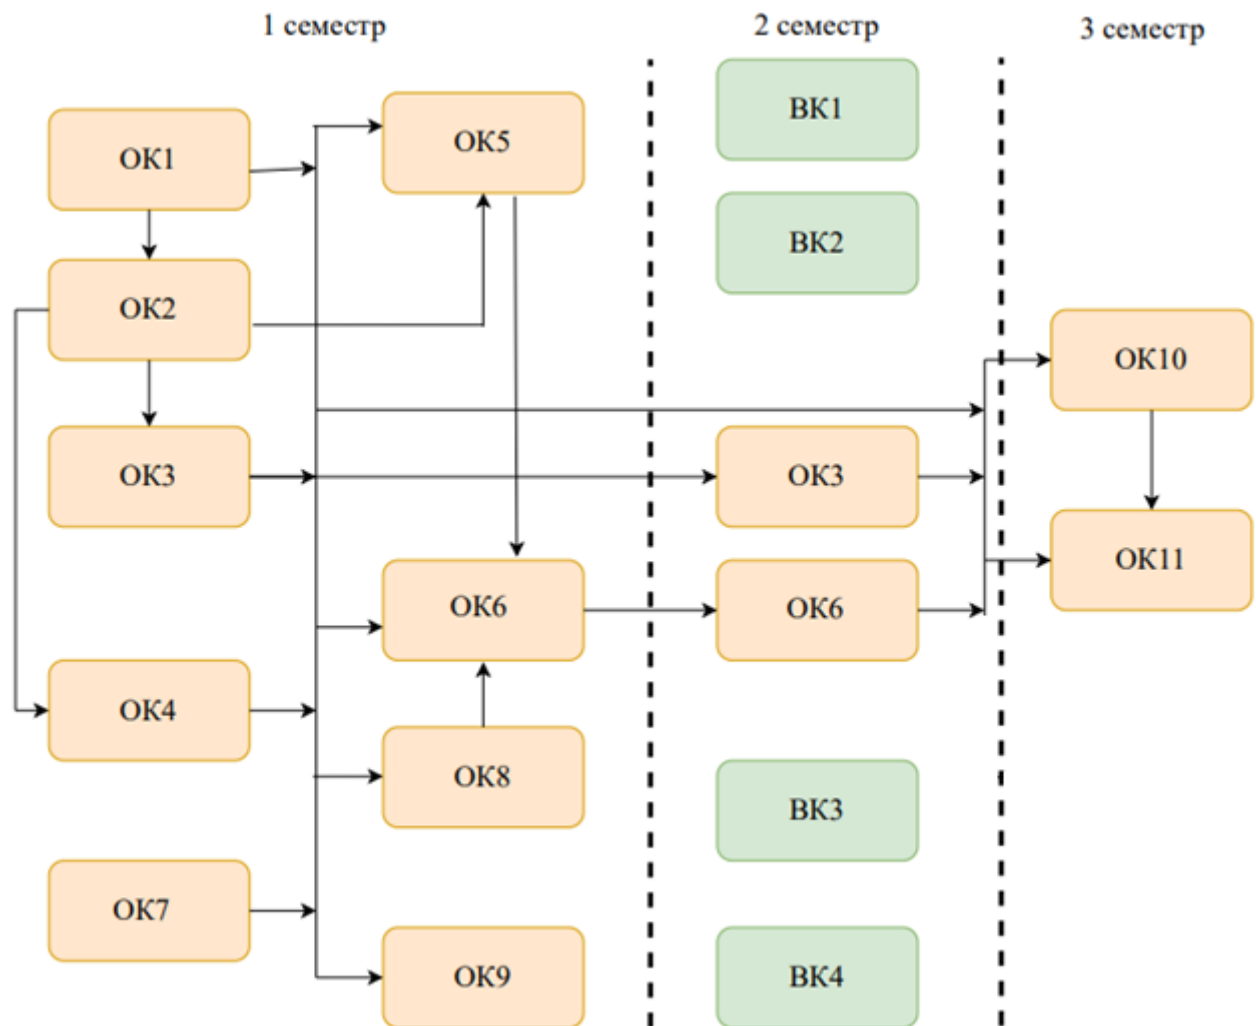 1 семестр
2 семестр
3 семестр
ОК1
ОК5
ВК1
ОК2
ВК2
ОК10
ОК3
ОК3
ОК11
ОК6
ОК6
ОК4
ОК8
ВК3
ОК7
ОК9
ВК4